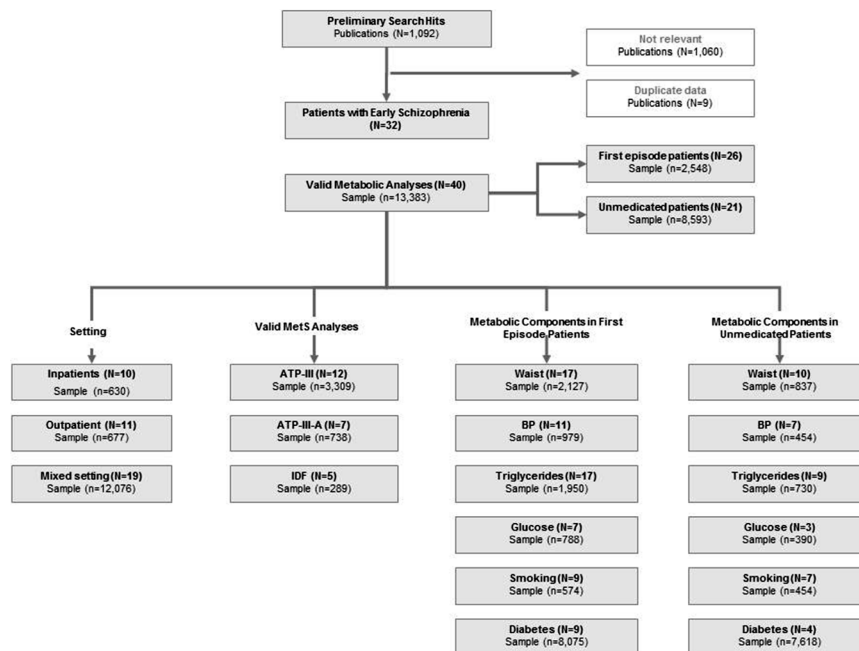 Preliminary Search Hits
Publications (N=1,092)
Not relevant
Publications (N=1,060)
Duplicate data
Publications (N=9)
Patients with Early Schizophrenia
(N=32)
First episode patients (N=26)
Sample (n=2,548)
Valid Metabolic Analyses (N=40)
Sample (n=13,383)
Unmedicated patients (N=21)
Sample (n=8,593)
Setting
Inpatients (N=10)
Sample (n=630)
Outpatient (N=11)
Sample (n=677)
Mixed setting (N=19)
Sample (n=12,076)
Valid MetS Analyses
ATP-III (N=12)
Sample (n=3,309)
ATP-III-A (N=7)
Sample (n=738)
IDF (N=5)
Sample (n=289)
Metabolic Components in First
Episode Patients
Waist (N=17)
Sample (n=2,127)
BP (N=11)
Sample (n=979)
Triglycerides (N=17)
Sample (n=1,950)
Glucose (N=7)
Sample (n=788)
Smoking (N=9)
Sample (n=574)
Diabetes (N=9)
Sample (n=8,075)
Metabolic Components in
Unmedicated Patients
Waist (N=10)
Sample (n=837)
BP (N=7)
Sample (n=454)
Triglycerides (N=9)
Sample (n=730)
Glucose (N=3)
Sample (n=390)
Smoking (N=7)
Sample (n=454)
Diabetes (N=4)
Sample (n=7,618)